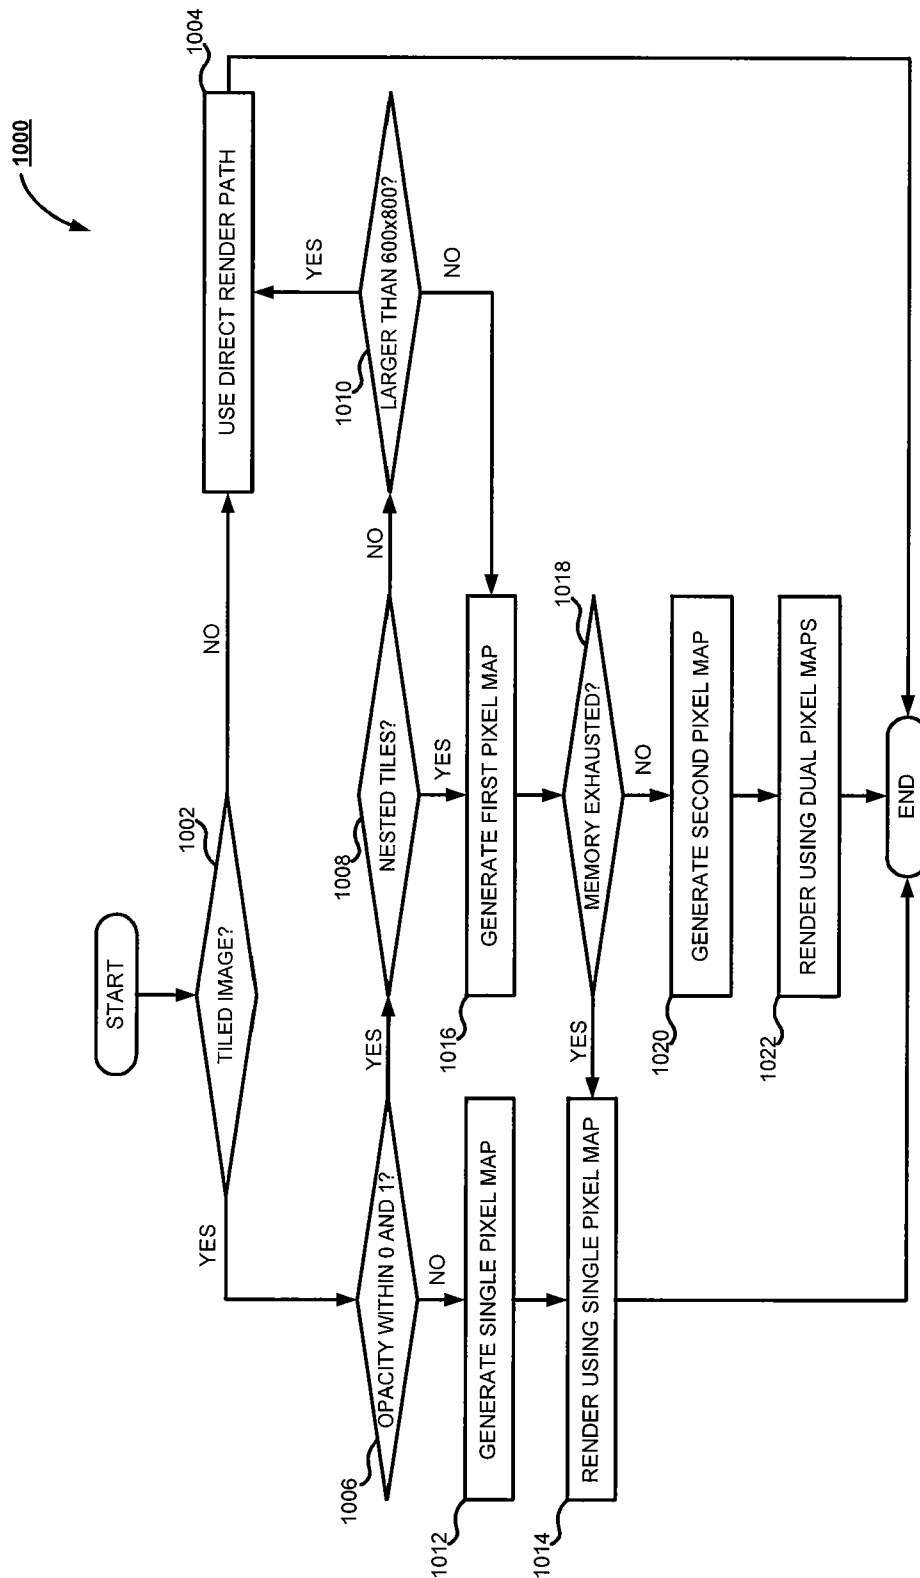 1000
START
1002
TILED IMAGE?
YES
NO
1004
USE DIRECT RENDER PATH
1006
OPACITY WITHIN 0 AND 1?
YES
NO
1008
NESTED TILES?
NO
YES
1010
LARGER THAN 600x800?
YES
NO
1012
GENERATE SINGLE PIXEL MAP
1014
RENDER USING SINGLE PIXEL MAP
1016
GENERATE FIRST PIXEL MAP
1018
MEMORY EXHAUSTED?
YES
NO
1020
GENERATE SECOND PIXEL MAP
1022
RENDER USING DUAL PIXEL MAPS
END